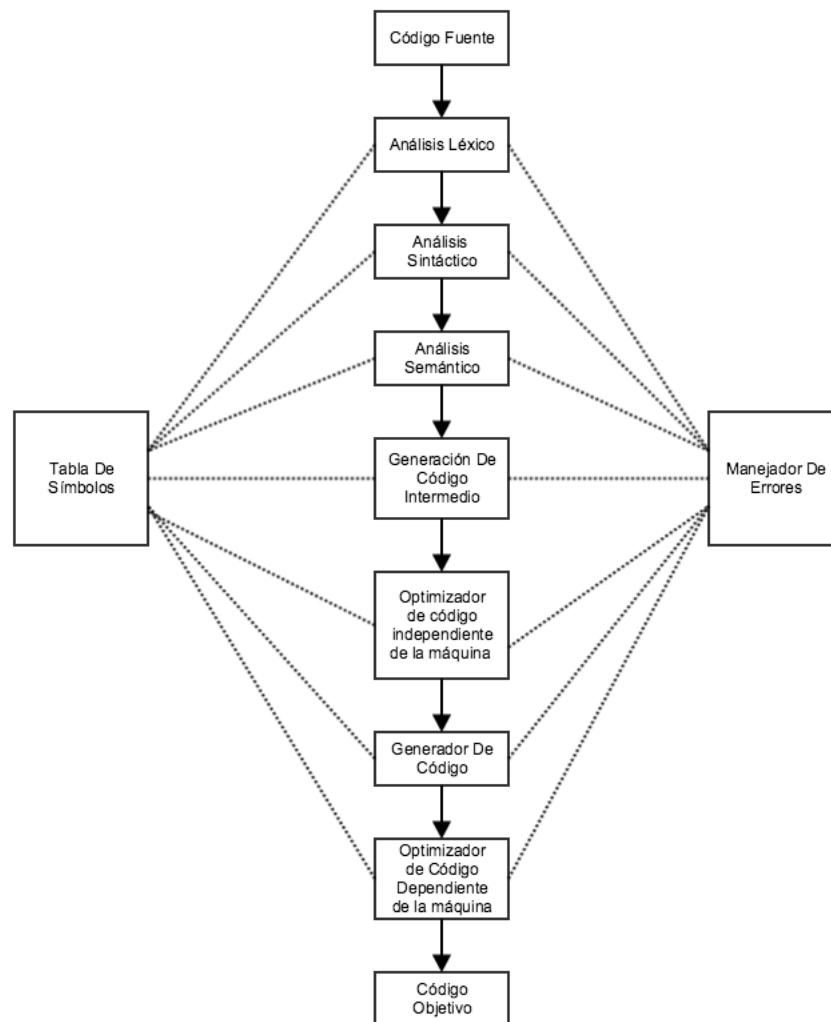 Código Fuente
Análisis Léxico
Análisis
Sintáctico
Análisis
Semántico
Tabla De
Símbolos
Generación De
Código
Intermedio
Manejador De
Errores
Optimizador
de código
independiente
de la máquina
Generador De
Código
Optimizador
de Código
Dependiente
de la máquina
Código
Objetivo